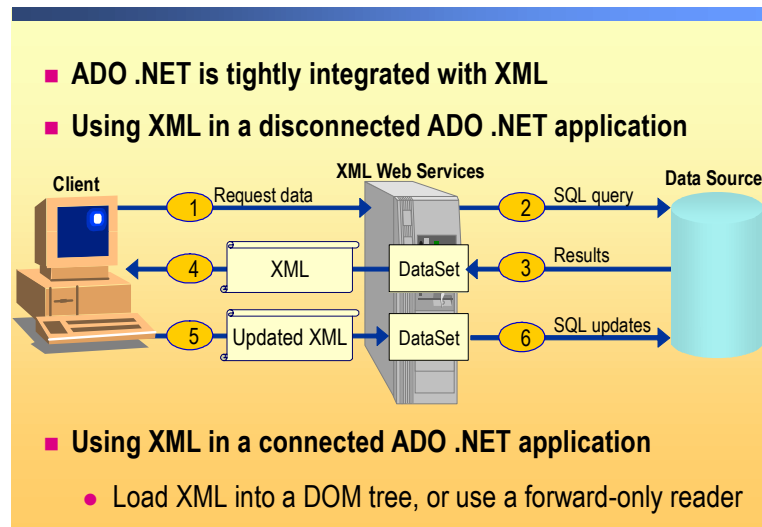 ADO .NET is tightly integrated with XML
Using XML in a disconnected ADO .NET application
Client
XML Web Services
Data Source
1 Request data
2 SQL query
4 XML DataSet 3 Results
5 Updated XML DataSet 6 SQL updates
Using XML in a connected ADO .NET application
Load XML into a DOM tree, or use a forward-only reader